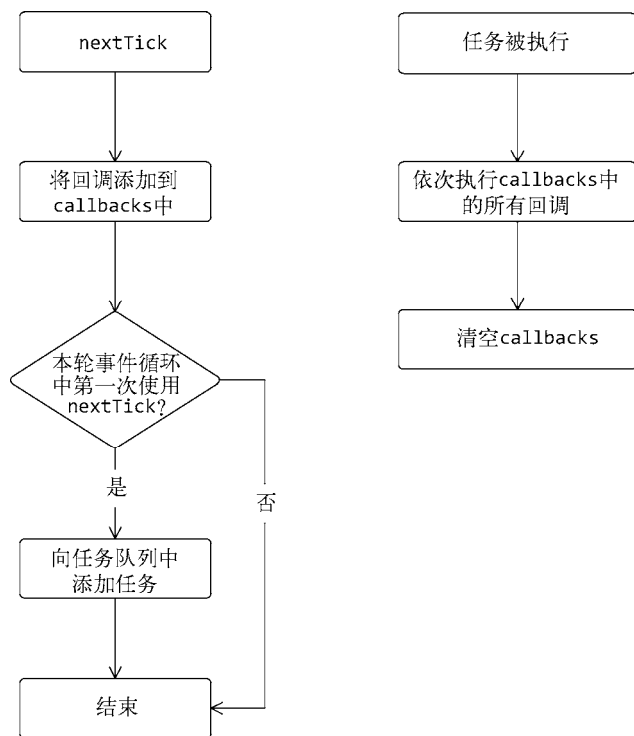 nextTick
将回调添加到
callbacks中
本轮事件循环
中第一次使用
nextTick?
是
否
向任务队列中
添加任务
结束
任务被执行
依次执行callbacks中
的所有回调
清空callbacks